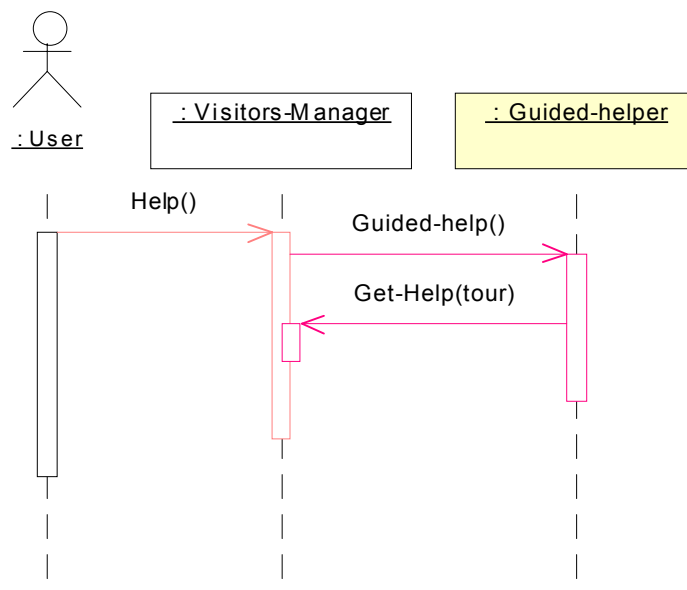 : User
: Visitors-Manager
: Guided-helper
Help()
Guided-help()
Get-Help(tour)